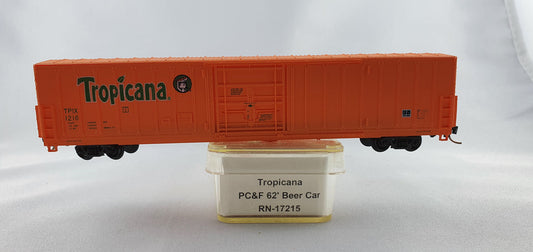 Tropicana
TPIX
1216
Tropicana
PC&F 62' Beer Car
RN-17215